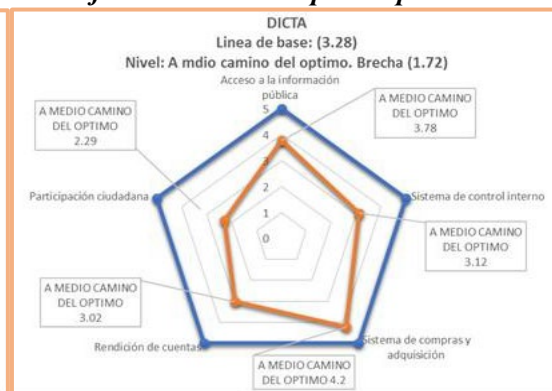 DICTA
Linea de base: (3.28)
Nivel: A mdio camino del optimo. Brecha (1.72)
Acceso a la información
pública
A MEDIO CAMINO
DEL OPTIMO
2.29
A MEDIO CAMINO
DEL OPTIMO
3.78
5
4
3
2
1
0
Participación ciudadana
Sistema de control interno
A MEDIO CAMINO
DEL OPTIMO
3.12
A MEDIO CAMINO
DEL OPTIMO
3.02
Rendición de cuentas
Sistema de compras y
adquisición
A MEDIO CAMINO
DEL OPTIMO 4.2